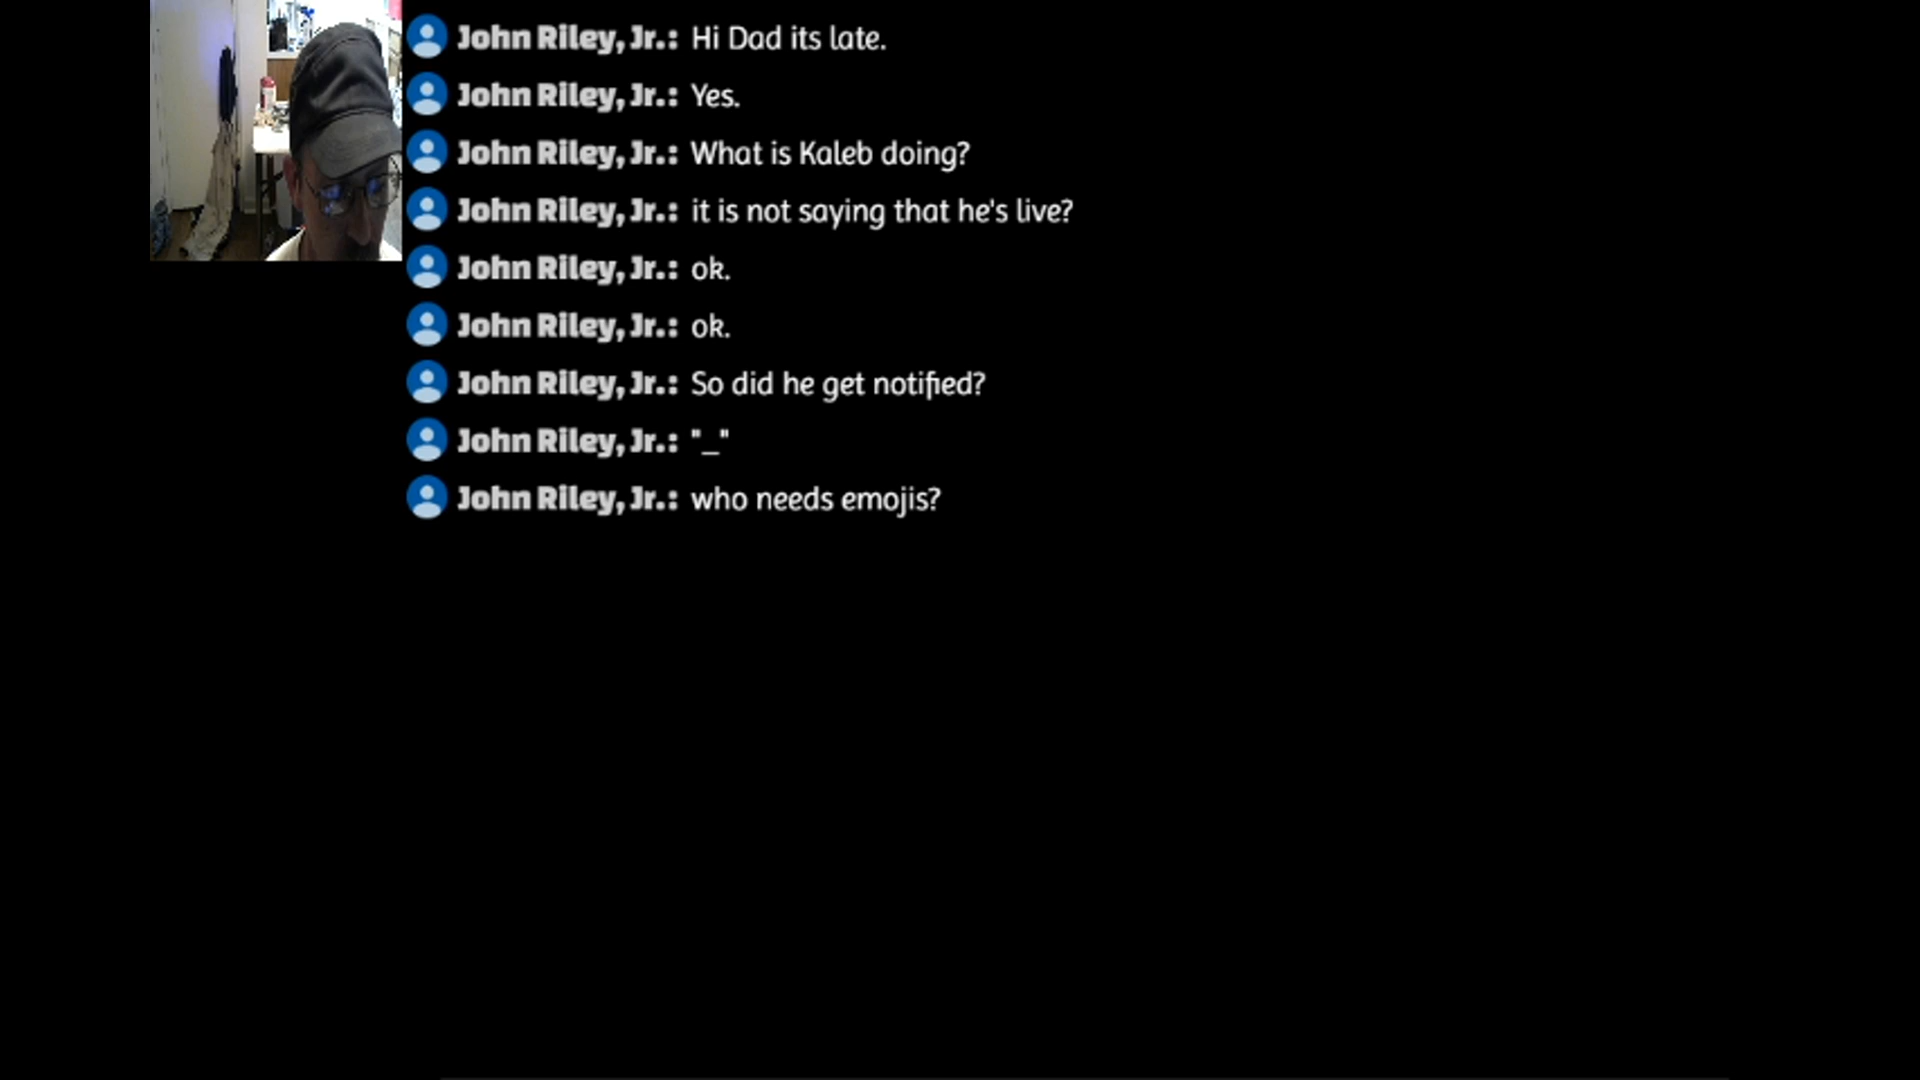 John Riley, Jr.: Hi Dad its late.
John Riley, Jr.: Yes.
John Riley, Jr.: What is Kaleb doing?
John Riley, Jr.: it is not saying that he's live?
John Riley, Jr.: ok.
John Riley, Jr.: ok.
John Riley, Jr.: So did he get notified?
John Riley, Jr.: "_"
John Riley, Jr.: who needs emojis?